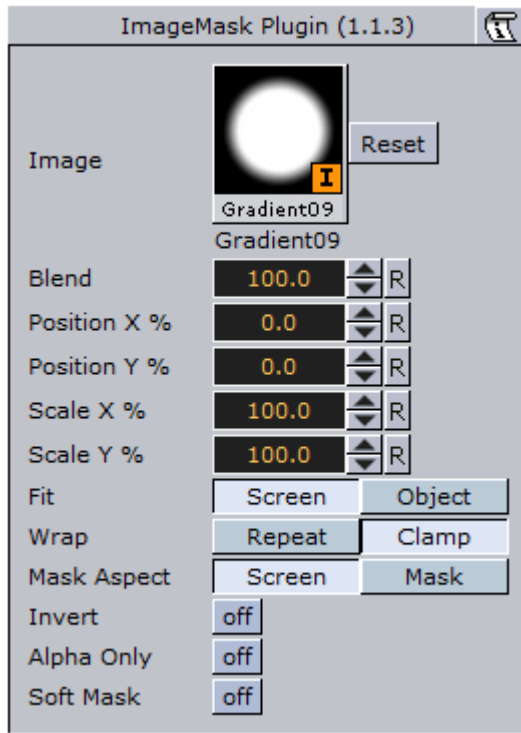 ImageMask Plugin (1.1.3)
Image
I
Reset
Gradient09
Gradient09
Blend 100.0 R
Position X % 0.0 R
Position Y % 0.0 R
Scale X % 100.0 R
Scale Y % 100.0 R
Fit Screen Object
Wrap Repeat Clamp
Mask Aspect Screen Mask
Invert off
Alpha Only off
Soft Mask off